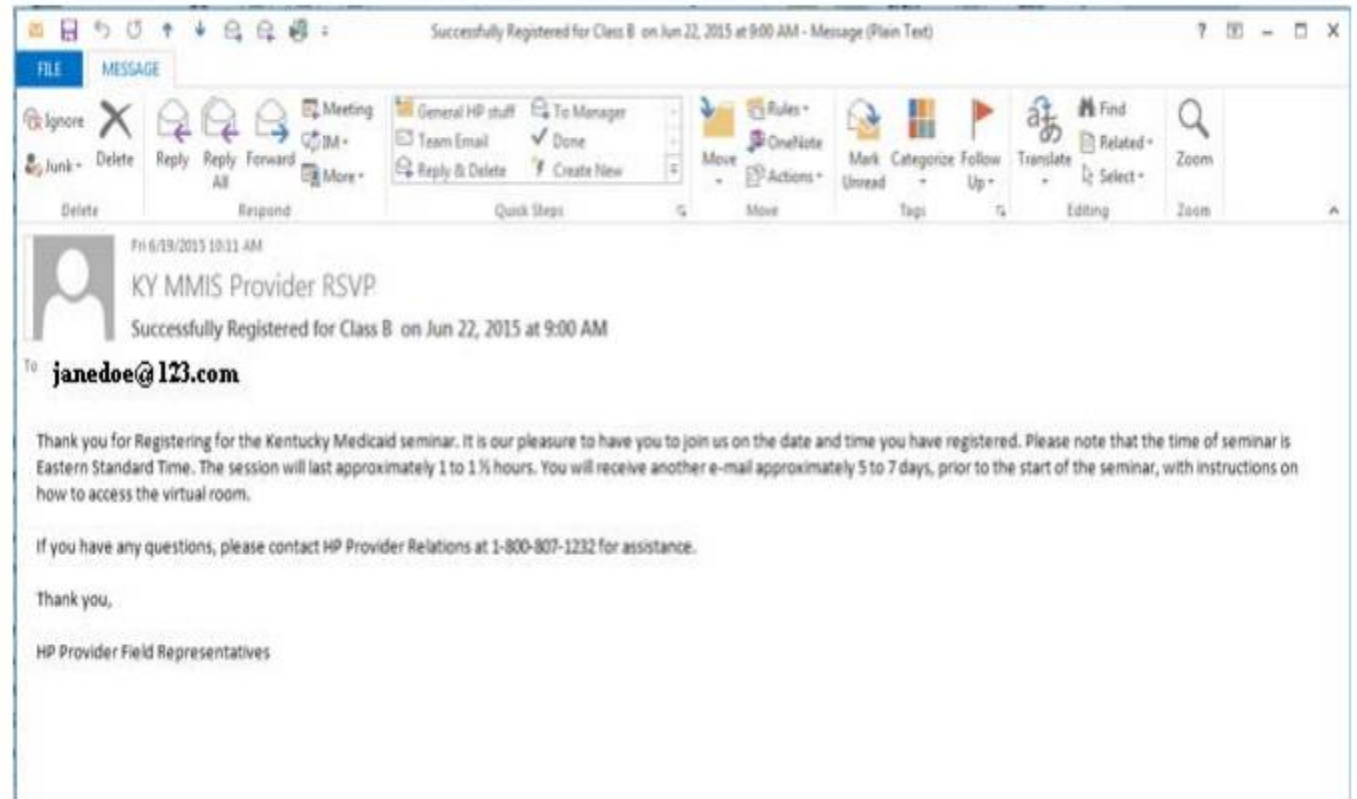 Successfully Registered for Class B on Jun 22, 2015 at 9:00 AM - Message (Plain Text)
FILE MESSAGE
Ignore
Junk
Delete
Reply
Reply All
Forward
Meeting
IM
More
General HP stuff
Team Email
Reply & Delete
To Manager
Done
Create New
Move
Rules
OneNote
Actions
Mark Unread
Categorize
Follow Up
Translate
Find
Related
Select
Zoom
Delete Respond Quick Steps Move Tags Editing Zoom
Fri 6/19/2015 10:11 AM
KY MMIS Provider RSVP
Successfully Registered for Class B on Jun 22, 2015 at 9:00 AM
To janedoe@123.com
Thank you for Registering for the Kentucky Medicaid seminar. It is our pleasure to have you to join us on the date and time you have registered. Please note that the time of seminar is
Eastern Standard Time. The session will last approximately 1 to 1 ½ hours. You will receive another e-mail approximately 5 to 7 days, prior to the start of the seminar, with instructions on
how to access the virtual room.
If you have any questions, please contact HP Provider Relations at 1-800-807-1232 for assistance.
Thank you,
HP Provider Field Representatives